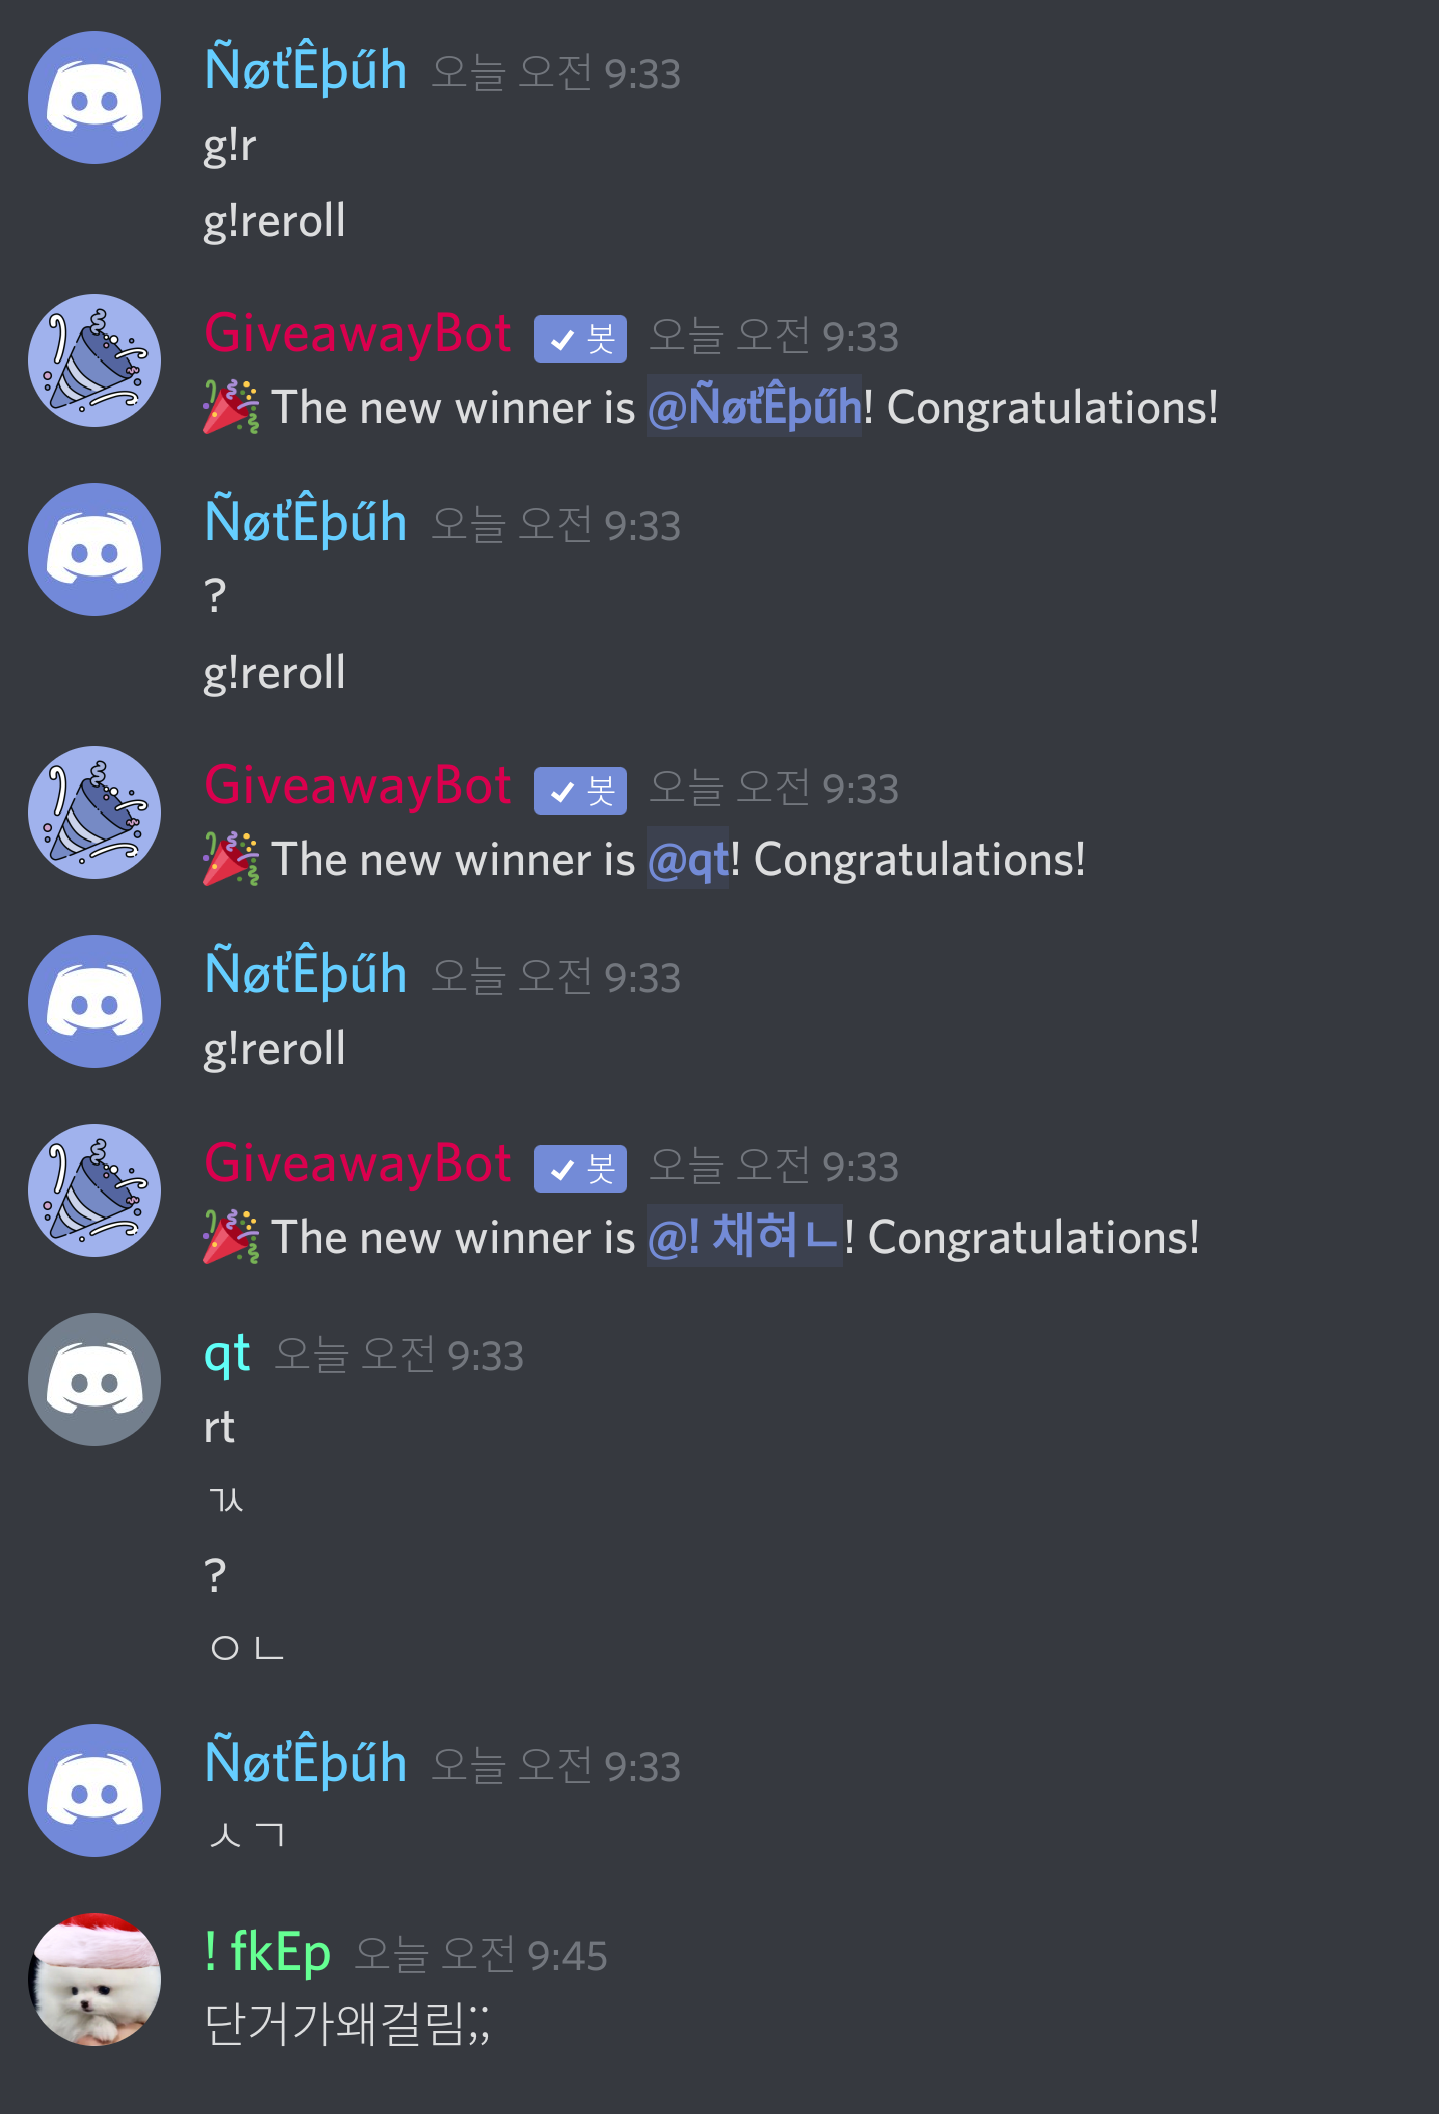 ÑøťÊþűh 오늘 오전 9:33
g!r
g!reroll
GiveawayBot ✓ 봇 오늘 오전 9:33
🎉 The new winner is @ÑøťÊþűh! Congratulations!
ÑøťÊþűh 오늘 오전 9:33
?
g!reroll
GiveawayBot ✓ 봇 오늘 오전 9:33
🎉 The new winner is @qt! Congratulations!
ÑøťÊþűh 오늘 오전 9:33
g!reroll
GiveawayBot ✓ 봇 오늘 오전 9:33
🎉 The new winner is @! 채혀ㄴ! Congratulations!
qt 오늘 오전 9:33
rt
ㄳ
?
ㅇㄴ
ÑøťÊþűh 오늘 오전 9:33
ㅅㄱ
! fkEp 오늘 오전 9:45
단거가왜걸림;;